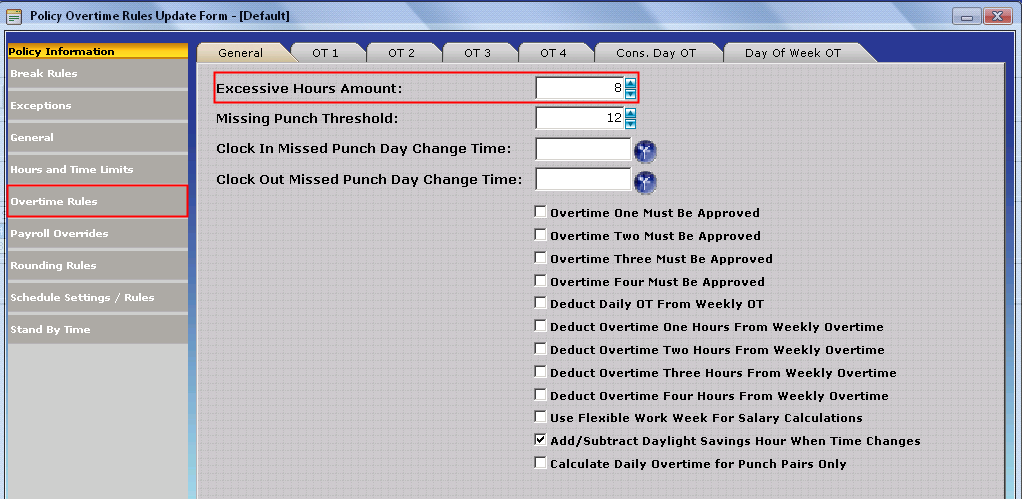 Policy Overtime Rules Update Form - [Default]
Policy Information
Break Rules
Exceptions
General
Hours and Time Limits
Overtime Rules
Payroll Overrides
Rounding Rules
Schedule Settings / Rules
Stand By Time
General OT 1 OT 2 OT 3 OT 4 Cons. Day OT Day Of Week OT
Excessive Hours Amount: 8
Missing Punch Threshold: 12
Clock In Missed Punch Day Change Time:
Clock Out Missed Punch Day Change Time:
Overtime One Must Be Approved
Overtime Two Must Be Approved
Overtime Three Must Be Approved
Overtime Four Must Be Approved
Deduct Daily OT From Weekly OT
Deduct Overtime One Hours From Weekly Overtime
Deduct Overtime Two Hours From Weekly Overtime
Deduct Overtime Three Hours From Weekly Overtime
Deduct Overtime Four Hours From Weekly Overtime
Use Flexible Work Week For Salary Calculations
Add/Subtract Daylight Savings Hour When Time Changes
Calculate Daily Overtime for Punch Pairs Only